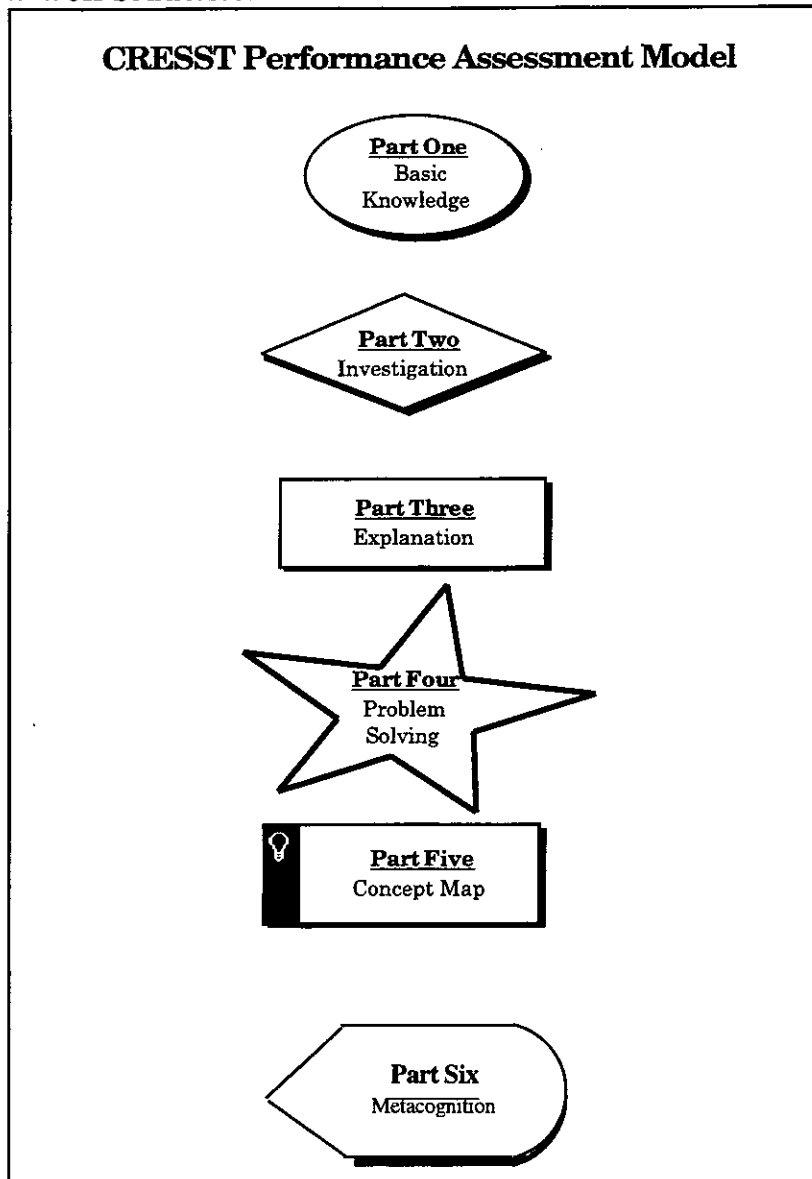 CRESST Performance Assessment Model
Part One
Basic
Knowledge
Part Two
Investigation
Part Three
Explanation
Part Four
Problem
Solving
Part Five
Concept Map
Part Six
Metacognition